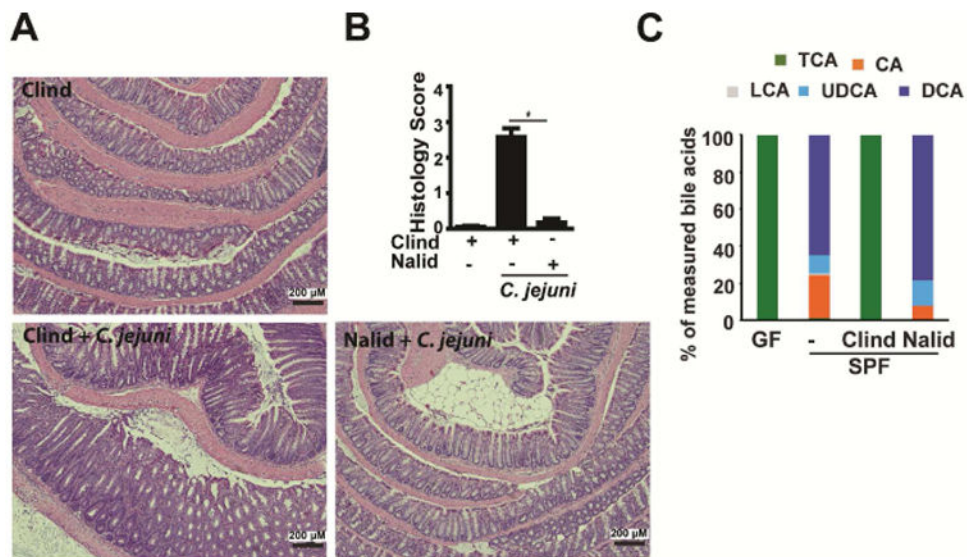 A
B
C
Clind
200 µM
Clind + C. jejuni
200 µM
Nalid + C. jejuni
200 µM
Histology Score
4
3
2
1
0
#
Clind + + -
Nalid - - +
C. jejuni
TCA CA
LCA UDCA DCA
% of measured bile acids
100
80
60
40
20
0
GF - Clind Nalid
SPF